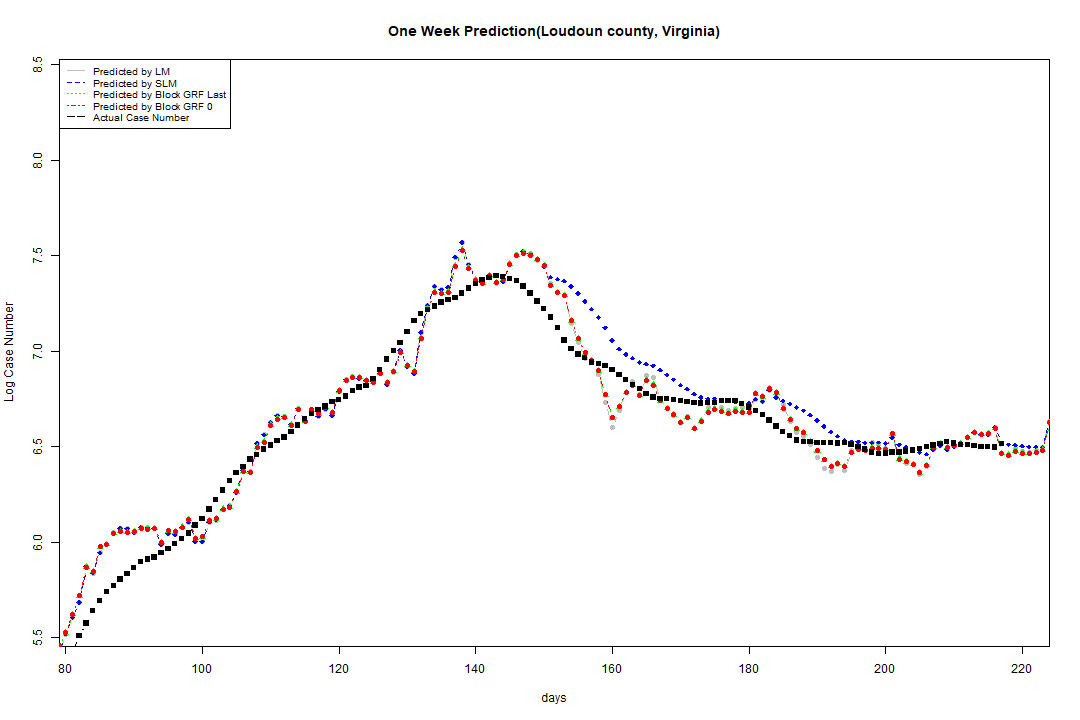 One Week Prediction(Loudoun county, Virginia)
Predicted by LM
Predicted by SLM
Predicted by Block GRF Last
Predicted by Block GRF 0
Actual Case Number
8.5
8.0
7.5
7.0
6.5
6.0
5.5
Log Case Number
80 100 120 140 160 180 200 220
days